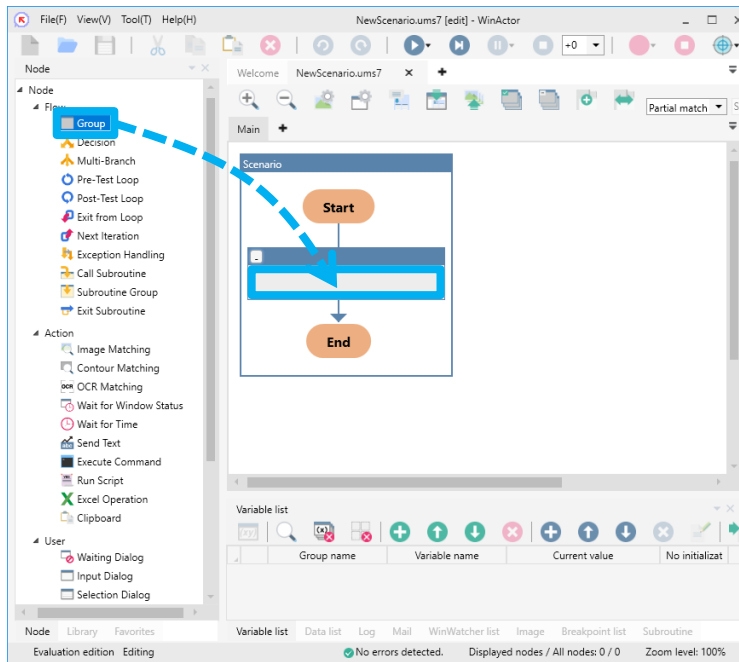 File(F) View(V) Tool(T) Help(H) NewScenario.ums7 [edit] - WinActor
+0
Node
Welcome NewScenario.ums7
Node
Flow
Partial match
Group
Main
Decision
Multi-Branch
Scenario
Pre-Test Loop
Post-Test Loop
Start
Exit from Loop
Next Iteration
Exception Handling
Call Subroutine
Subroutine Group
Exit Subroutine
Action
End
Image Matching
Contour Matching
OCR OCR Matching
Wait for Window Status
Wait for Time
Send Text
Execute Command
Run Script
Excel Operation
Variable list
Clipboard
User
Group name Variable name Current value No initializat
Waiting Dialog
Input Dialog
Selection Dialog
Node Library Favorites Variable list Data list Log Mail WinWatcher list Image Breakpoint list Subroutine
Evaluation edition Editing No errors detected. Displayed nodes / All nodes: 0 / 0 Zoom level: 100%